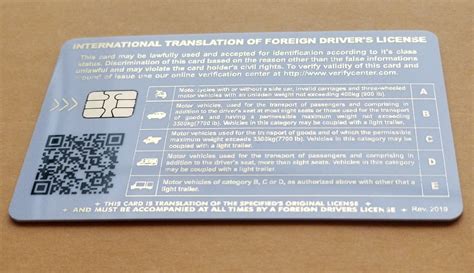 INTERNATIONAL TRANSLATION OF FOREIGN DRIVER'S LICENSE
This card may be lawfully used and accepted for identification according to it's class
status. Discrimination of this card based on the reason other than the false informations
unlawful and may violate the card holder's civil rights. To verify validity of this card and
of issue use our online verification center at http://www.verifycenter.com
Motor cycles with or without a side car, invalid carriages and three-wheeled
motor vehicles with an unladen weight not exceeding 400kg (900 lb).
A
Motor vehicles, used for the transport of passengers and comprising in
addition to the driver's seat at most eight seats or those used for the transport
of goods and having a permissible maximum weight not exceeding
3300kg(7700 lb). Vehicles in this category may be coupled with a light trailer.
B
Motor vehicles used for the transport of goods and of which the permissible
maximum weight exceeds 3300kg(7700 lb). Vehicles in this category may be
coupled with a light trailer.
C
Motor vehicles used for the transport of passengers and comprising in
addition to the driver's seat, more than eight seats. Vehicles in this category
may be coupled with a light trailer.
E
Motor vehicles of category B, C or D, as authorized above with other than a
light trailer.
E
THIS CARD IS TRANSLATION OF THE SPECIFIED'S ORIGINAL LICENSE
AND MUST BE ACCOMPANIED AT ALL TIMES BY A FOREIGN DRIVERS LICENSE
Rev. 2019